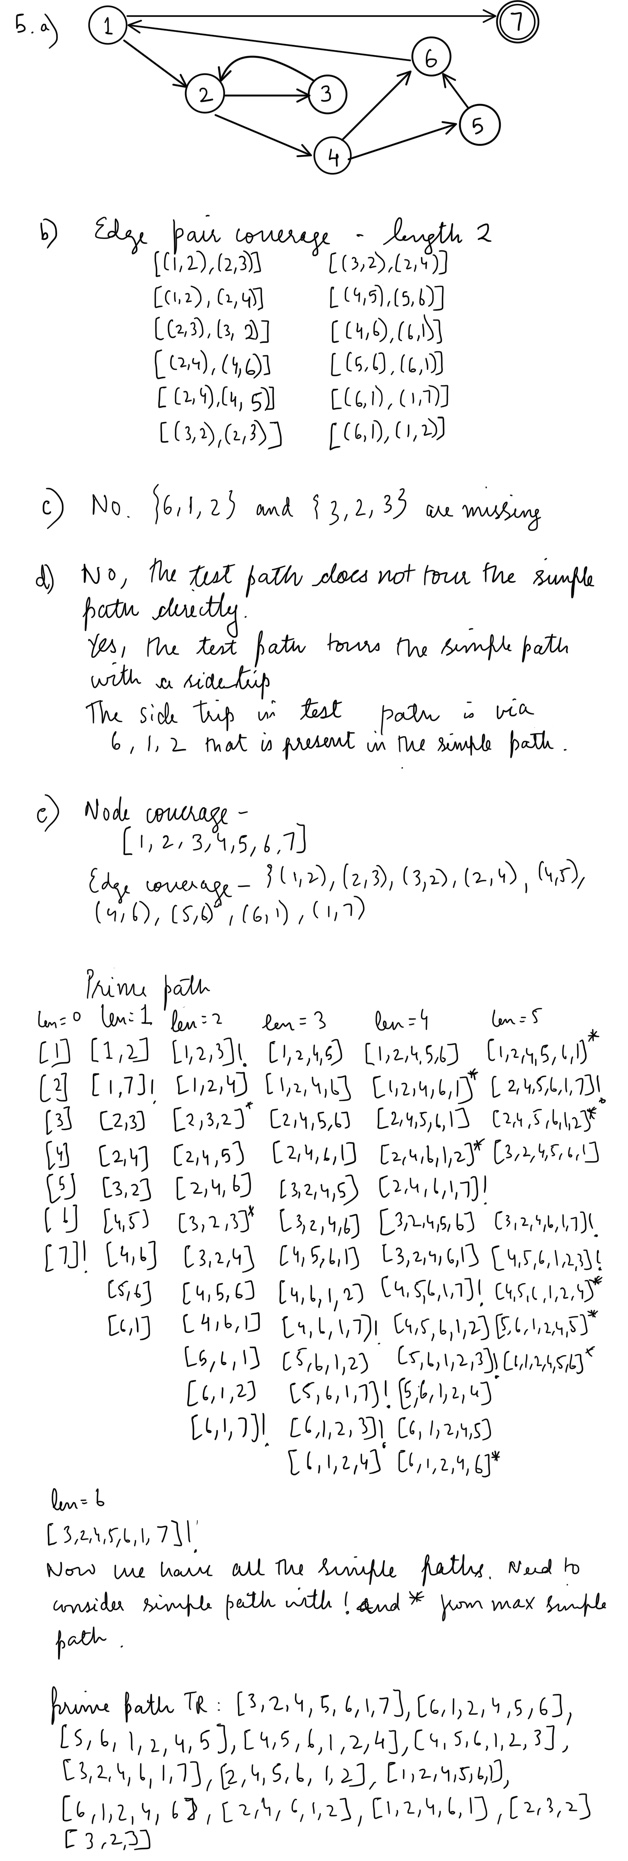 5. a)
1
7
6
2
3
5
4
b) Edge pair coverage - length 2
[(1,2),(2,3)] [(3,2),(2,4)]
[(1,2),(2,4)] [(4,5),(5,6)]
[(2,3),(3,2)] [(4,6),(6,1)]
[(2,4),(4,6)] [(5,6),(6,1)]
[(2,4),(4,5)] [(6,1),(1,7)]
[(3,2),(2,3)] [(6,1),(1,2)]
c) No. {6,1,2} and {3,2,3} are missing
d) No, the test path does not tour the simple
path directly.
Yes, the test path tours the simple path
with a sidetrip
The side trip in test path is via
6, 1, 2 that is present in the simple path.
e) Node coverage -
[1,2,3,4,5,6,7]
Edge coverage - {(1,2), (2,3), (3,2), (2,4), (4,5),
(4,6), (5,6), (6,1), (1,7)
Prime path
len=0 len=1 len=2 len=3 len=4 len=5
[1] [1,2] [1,2,3]! [1,2,4,5] [1,2,4,5,6] [1,2,4,5,6,1]*
[2] [1,7]! [1,2,4] [1,2,4,6] [1,2,4,6,1]* [2,4,5,6,1,7]!
[3] [2,3] [2,3,2]* [2,4,5,6] [2,4,5,6,1] [2,4,5,6,1,2]*
[4] [2,4] [2,4,5] [2,4,6,1] [2,4,6,1,2]* [3,2,4,5,6,1]
[5] [3,2] [2,4,6] [3,2,4,5) [2,4,6,1,7]!
[6] [4,5) [3,2,3]* [3,2,4,6] [3,2,4,5,6] [3,2,4,6,1,7]!
[7]! [4,6] [3,2,4] [4,5,6,1] [3,2,4,6,1] [4,5,6,1,2,3]!
[5,6] [4,5,6] [4,6,1,2) [4,5,6,1,7]! [4,5,6,1,2,4]*
[6,1] [4,6,1] [4,6,1,7]! [4,5,6,1,2] [5,6,1,2,4,5]*
[5,6,1] [5,6,1,2) [5,6,1,2,3]! [6,1,2,4,5,6]*
[6,1,2] [5,6,1,7]! [5,6,1,2,4]
[6,1,7]! [6,1,2,3]! [6,1,2,4,5)
[6,1,2,4] [6,1,2,4,6]*
len=6
[3,2,4,5,6,1,7]!
Now we have all the simple paths. Need to
consider simple path with ! and * from max simple
path.
prime path TR: [3,2,4,5,6,1,7], [6,1,2,4,5,6],
[5,6,1,2,4,5], [4,5,6,1,2,4], [4,5,6,1,2,3],
[3,2,4,6,1,7], [2,4,5,6,1,2], [1,2,4,5,6,1],
[6,1,2,4,6], [2,4,6,1,2], [1,2,4,6,1], [2,3,2]
[3,2,3]]